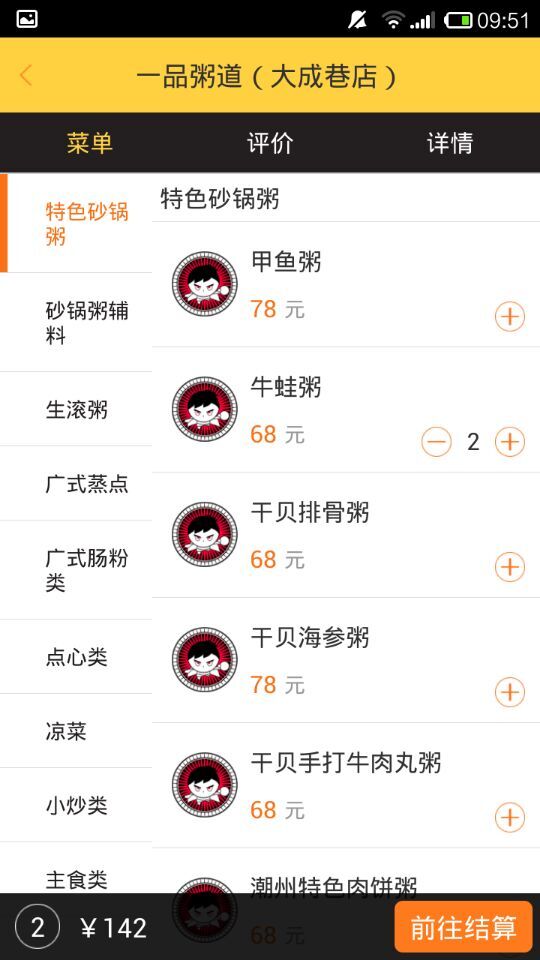 09:51
一品粥道（大成巷店）
菜单 评价 详情
特色砂锅
粥
砂锅粥辅
料
生滚粥
广式蒸点
广式肠粉
类
点心类
凉菜
小炒类
主食类
特色砂锅粥
甲鱼粥
78 元
牛蛙粥
68 元
2
干贝排骨粥
68 元
干贝海参粥
78 元
干贝手打牛肉丸粥
68 元
潮州特色肉饼粥
68 元
2 ￥142 前往结算